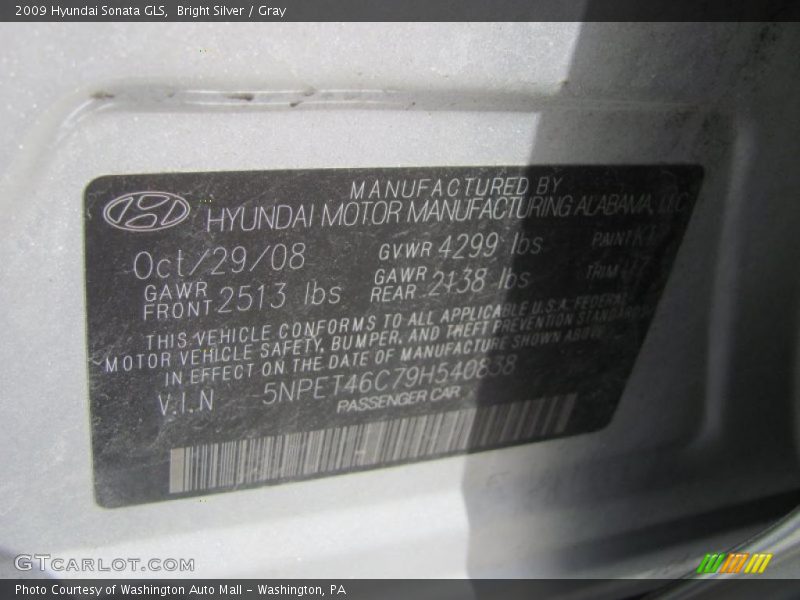 2009 Hyundai Sonata GLS, Bright Silver / Gray
MANUFACTURED BY
HYUNDAI MOTOR MANUFACTURING ALABAMA, LLC
Oct/29/08 GVWR 4299 lbs PAINT
GAWR FRONT 2513 lbs GAWR REAR 2138 lbs TRIM
THIS VEHICLE CONFORMS TO ALL APPLICABLE U.S.A. FEDERAL
MOTOR VEHICLE SAFETY, BUMPER, AND THEFT PREVENTION STANDARDS
IN EFFECT ON THE DATE OF MANUFACTURE SHOWN ABOVE
V.I.N 5NPET46C79H540838
PASSENGER CAR
GTCARLOT.COM
Photo Courtesy of Washington Auto Mall - Washington, PA